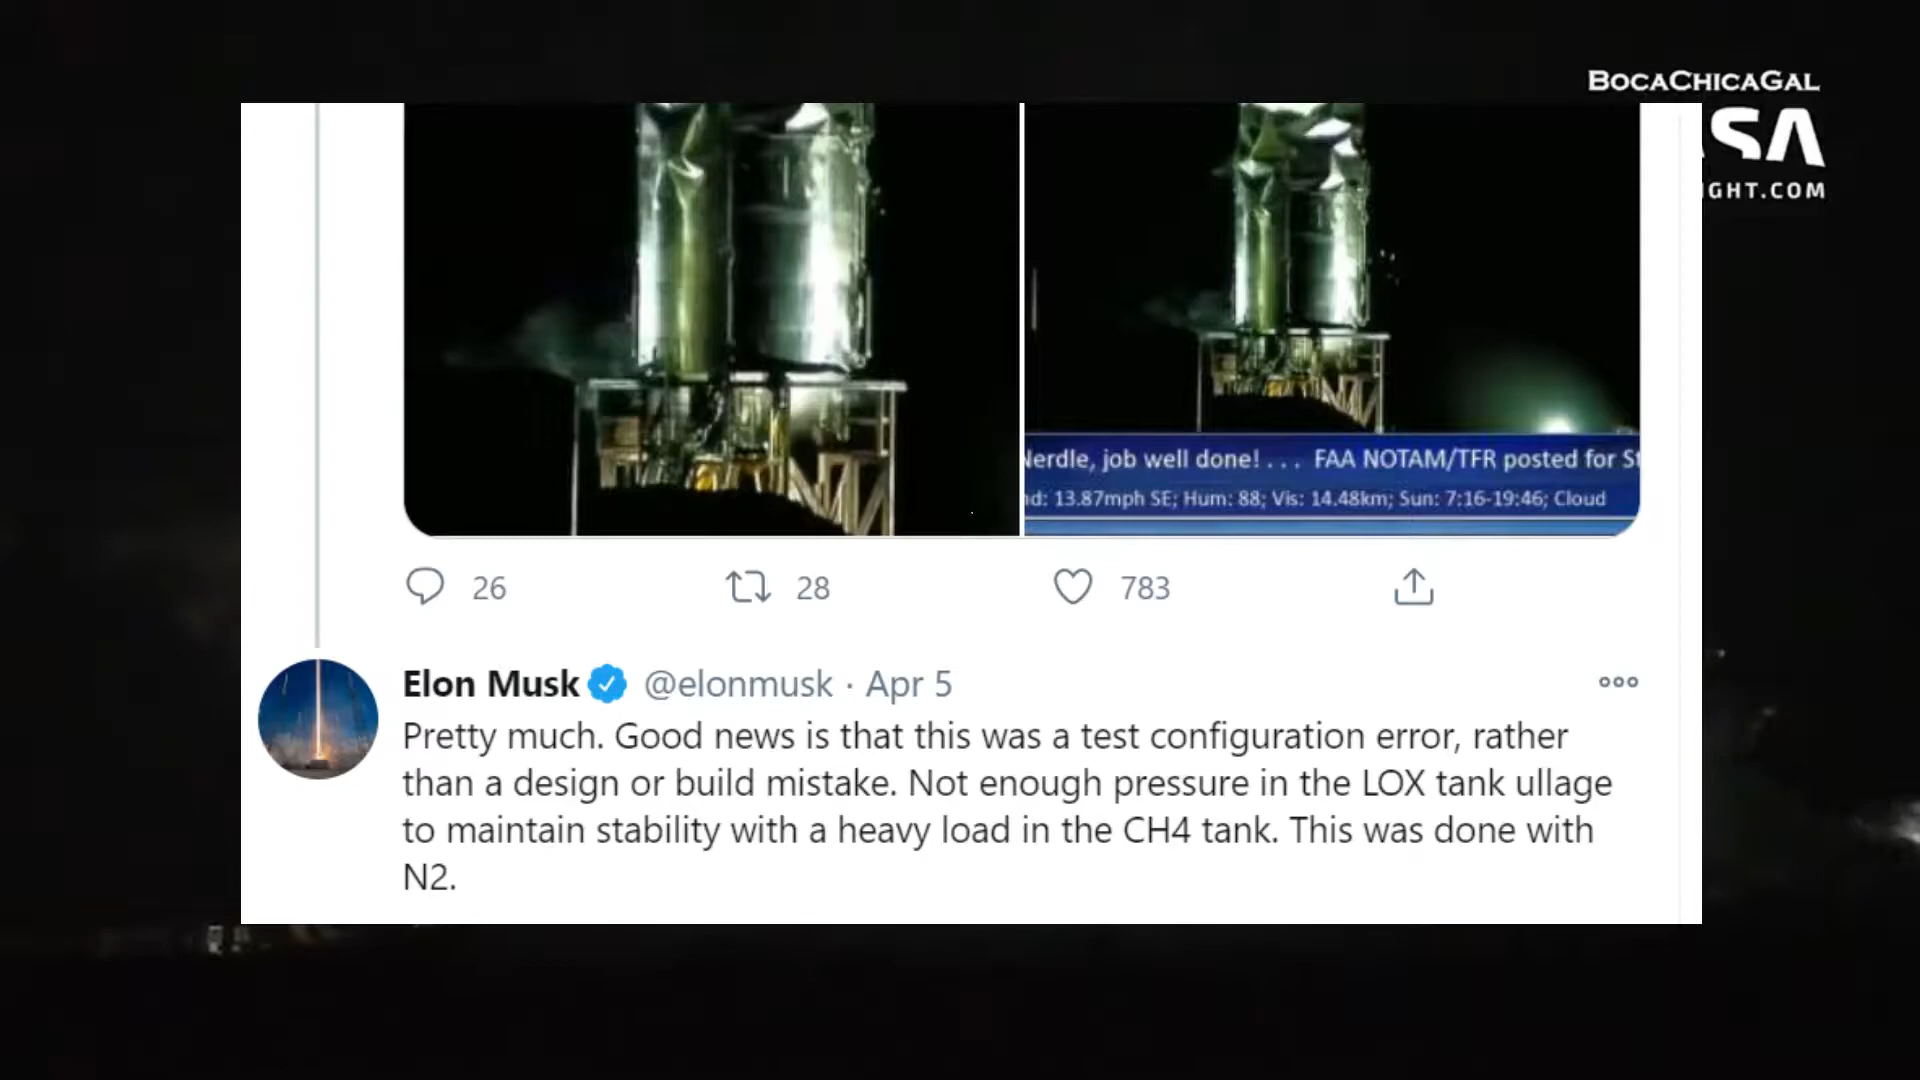 BOCACHICAGAL
SA
IGHT.COM
Nerdle, job well done! . . . FAA NOTAM/TFR posted for St
nd: 13.87mph SE; Hum: 88; Vis: 14.48km; Sun: 7:16-19:46; Cloud
26
28
783
Elon Musk @elonmusk · Apr 5
Pretty much. Good news is that this was a test configuration error, rather
than a design or build mistake. Not enough pressure in the LOX tank ullage
to maintain stability with a heavy load in the CH4 tank. This was done with
N2.